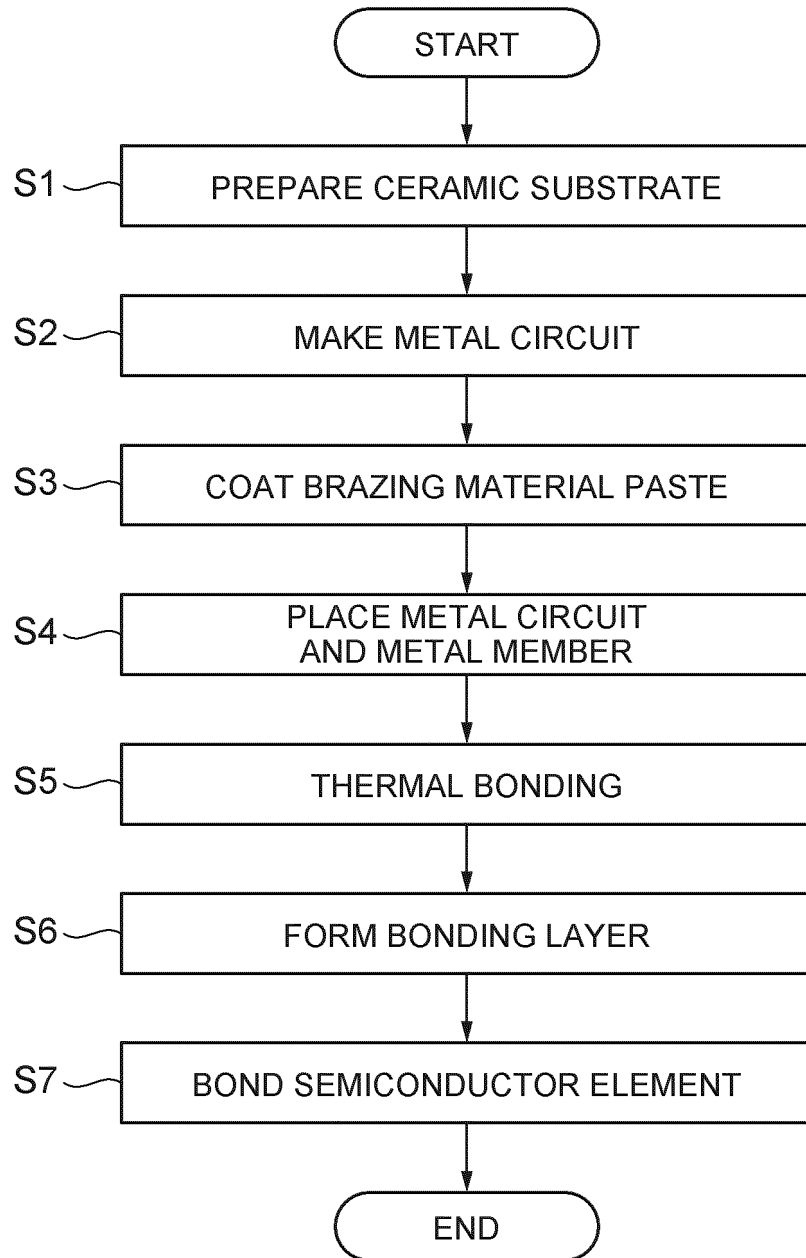 START
S1
PREPARE CERAMIC SUBSTRATE
S2
MAKE METAL CIRCUIT
S3
COAT BRAZING MATERIAL PASTE
S4
PLACE METAL CIRCUIT
AND METAL MEMBER
S5
THERMAL BONDING
S6
FORM BONDING LAYER
S7
BOND SEMICONDUCTOR ELEMENT
END